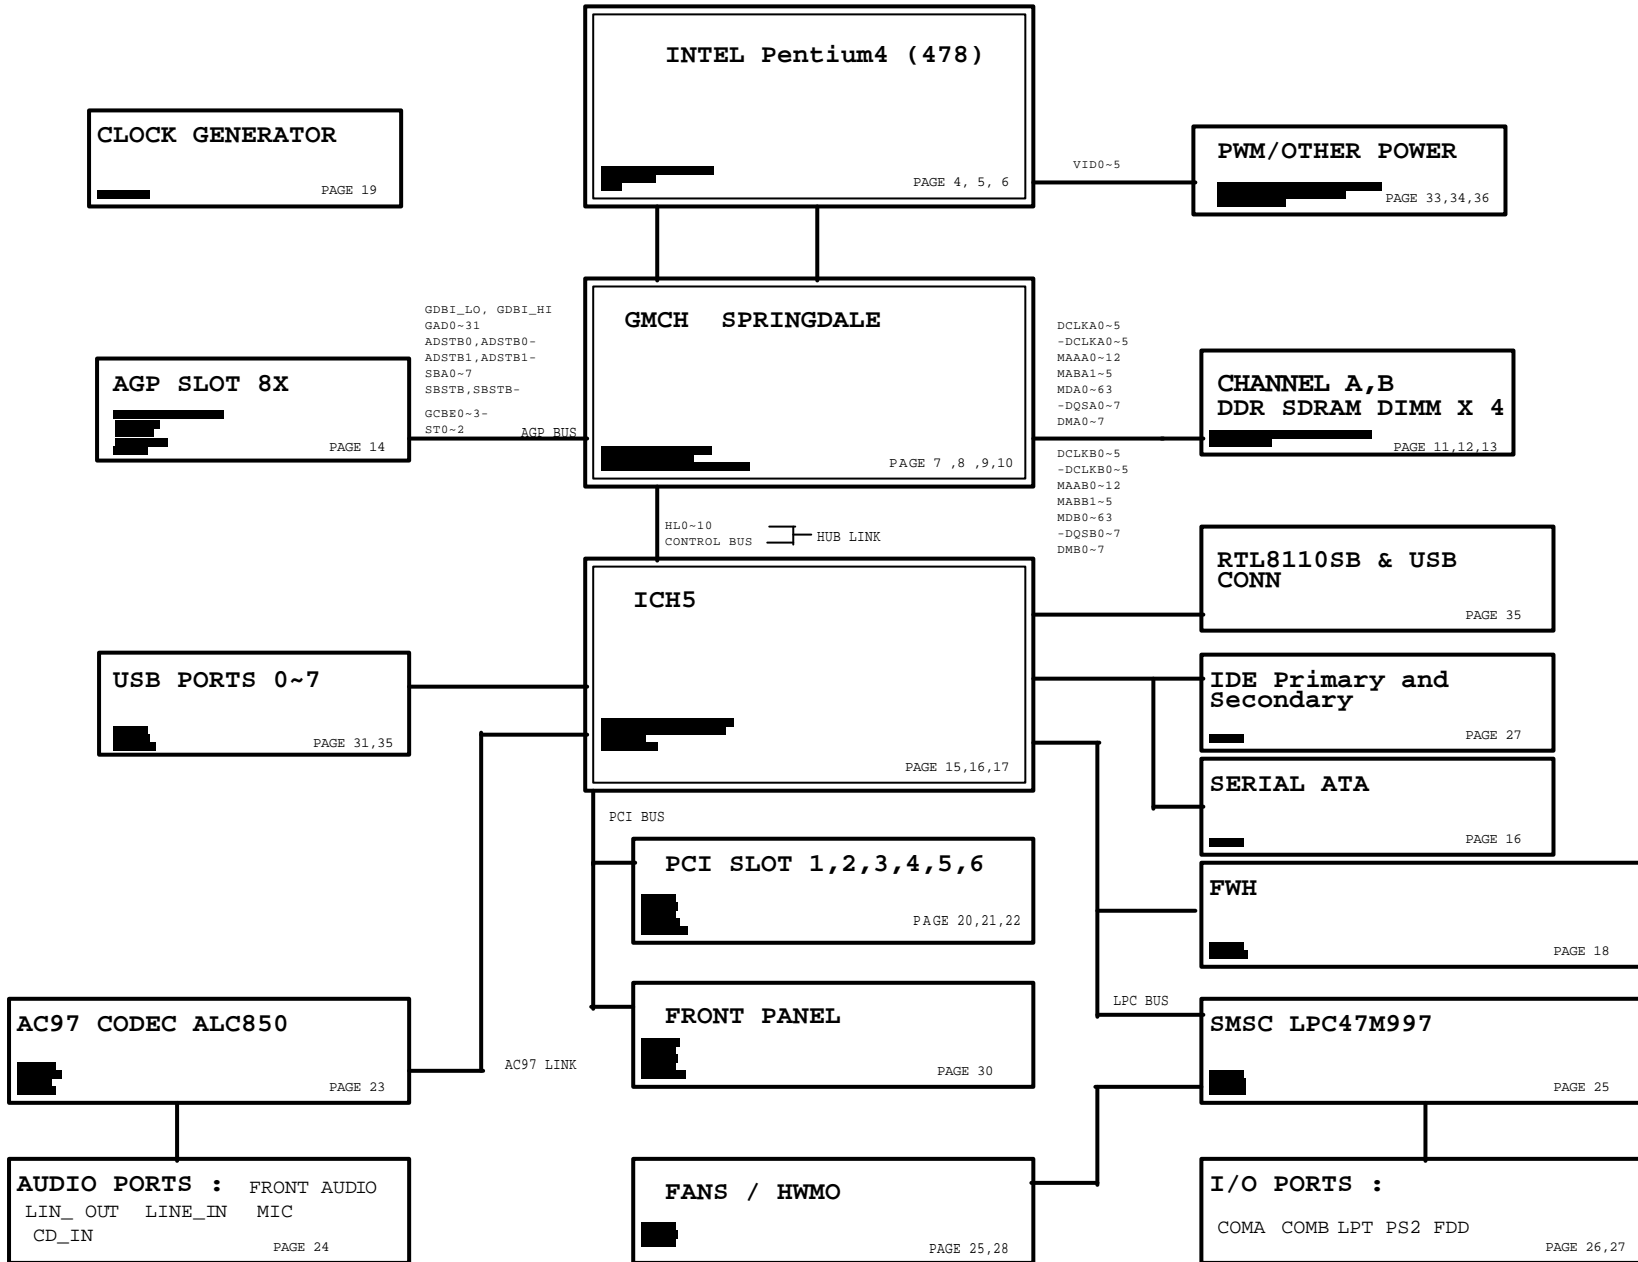 INTEL Pentium4 (478)
PAGE 4, 5, 6
CLOCK GENERATOR
PAGE 19
VID0~5
PWM/OTHER POWER
PAGE 33,34,36
GDBI_LO, GDBI_HI
GAD0~31
ADSTB0,ADSTB0-
ADSTB1,ADSTB1-
SBA0~7
SBSTB,SBSTB-
GCBE0~3-
ST0~2
AGP BUS
AGP SLOT 8X
PAGE 14
GMCH SPRINGDALE
PAGE 7 ,8 ,9,10
DCLKA0~5
-DCLKA0~5
MAAA0~12
MABA1~5
MDA0~63
-DQSA0~7
DMA0~7
DCLKB0~5
-DCLKB0~5
MAAB0~12
MABB1~5
MDB0~63
-DQSB0~7
DMB0~7
CHANNEL A,B
DDR SDRAM DIMM X 4
PAGE 11,12,13
HL0~10
CONTROL BUS
HUB LINK
ICH5
PAGE 15,16,17
RTL8110SB & USB
CONN
PAGE 35
USB PORTS 0~7
PAGE 31,35
IDE Primary and
Secondary
PAGE 27
SERIAL ATA
PAGE 16
PCI BUS
PCI SLOT 1,2,3,4,5,6
PAGE 20,21,22
FWH
PAGE 18
AC97 CODEC ALC850
PAGE 23
AC97 LINK
FRONT PANEL
PAGE 30
LPC BUS
SMSC LPC47M997
PAGE 25
AUDIO PORTS : FRONT AUDIO
LIN_ OUT LINE_IN MIC
CD_IN
PAGE 24
FANS / HWMO
PAGE 25,28
I/O PORTS :
COMA COMB LPT PS2 FDD
PAGE 26,27